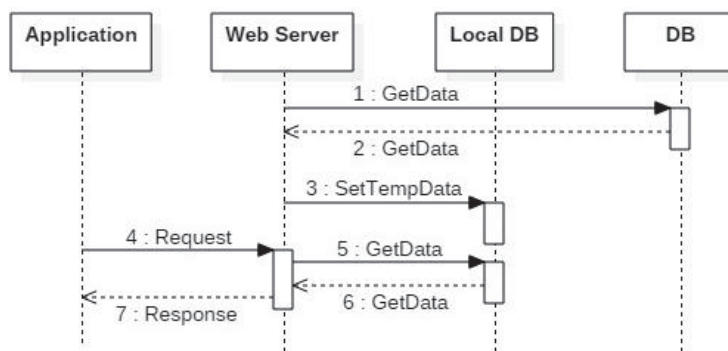 Application
Web Server
Local DB
DB
1 : GetData
2 : GetData
3 : SetTempData
4 : Request
5 : GetData
6 : GetData
7 : Response